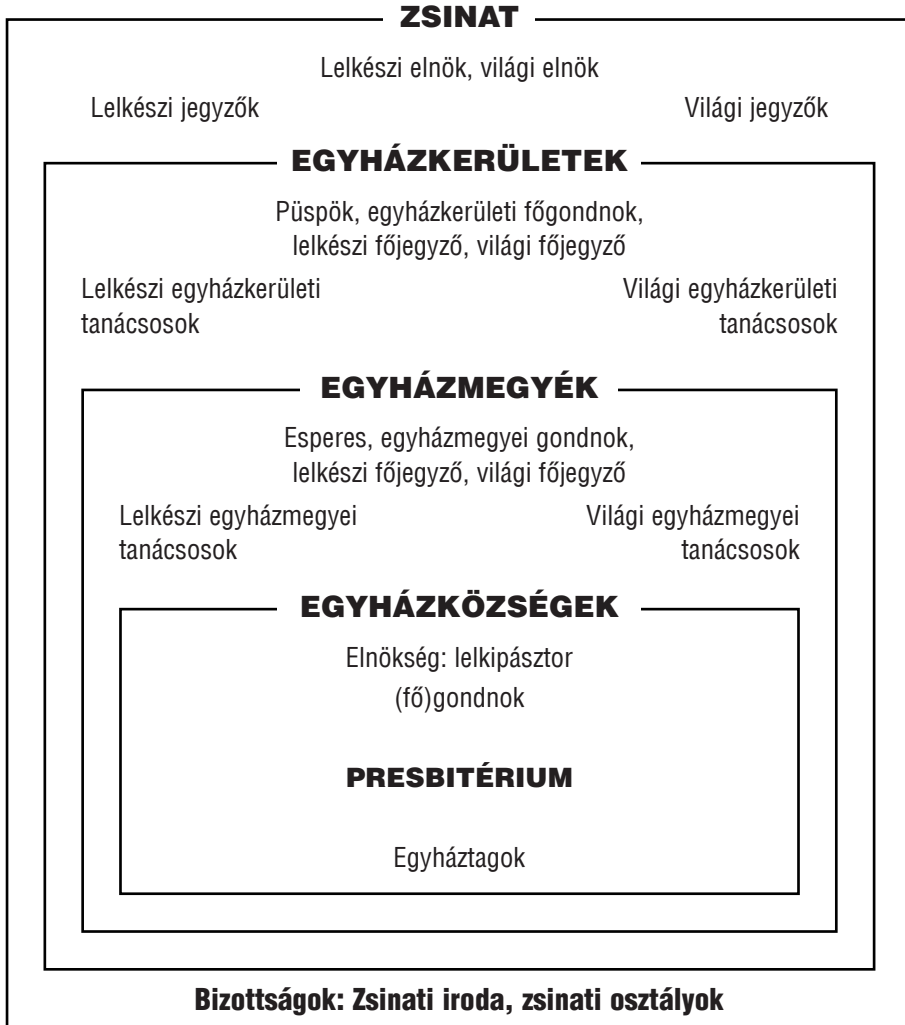 ZSINAT
Lelkészi elnök, világi elnök
Lelkészi jegyzők
Világi jegyzők
EGYHÁZKERÜLETEK
Püspök, egyházkerületi főgondnok,
lelkészi főjegyző, világi főjegyző
Lelkészi egyházkerületi
tanácsosok
Világi egyházkerületi
tanácsosok
EGYHÁZMEGYÉK
Esperes, egyházmegyei gondnok,
lelkészi főjegyző, világi főjegyző
Lelkészi egyházmegyei
tanácsosok
Világi egyházmegyei
tanácsosok
EGYHÁZKÖZSÉGEK
Elnökség: lelkipásztor
(fő)gondnok
PRESBITÉRIUM
Egyháztagok
Bizottságok: Zsinati iroda, zsinati osztályok